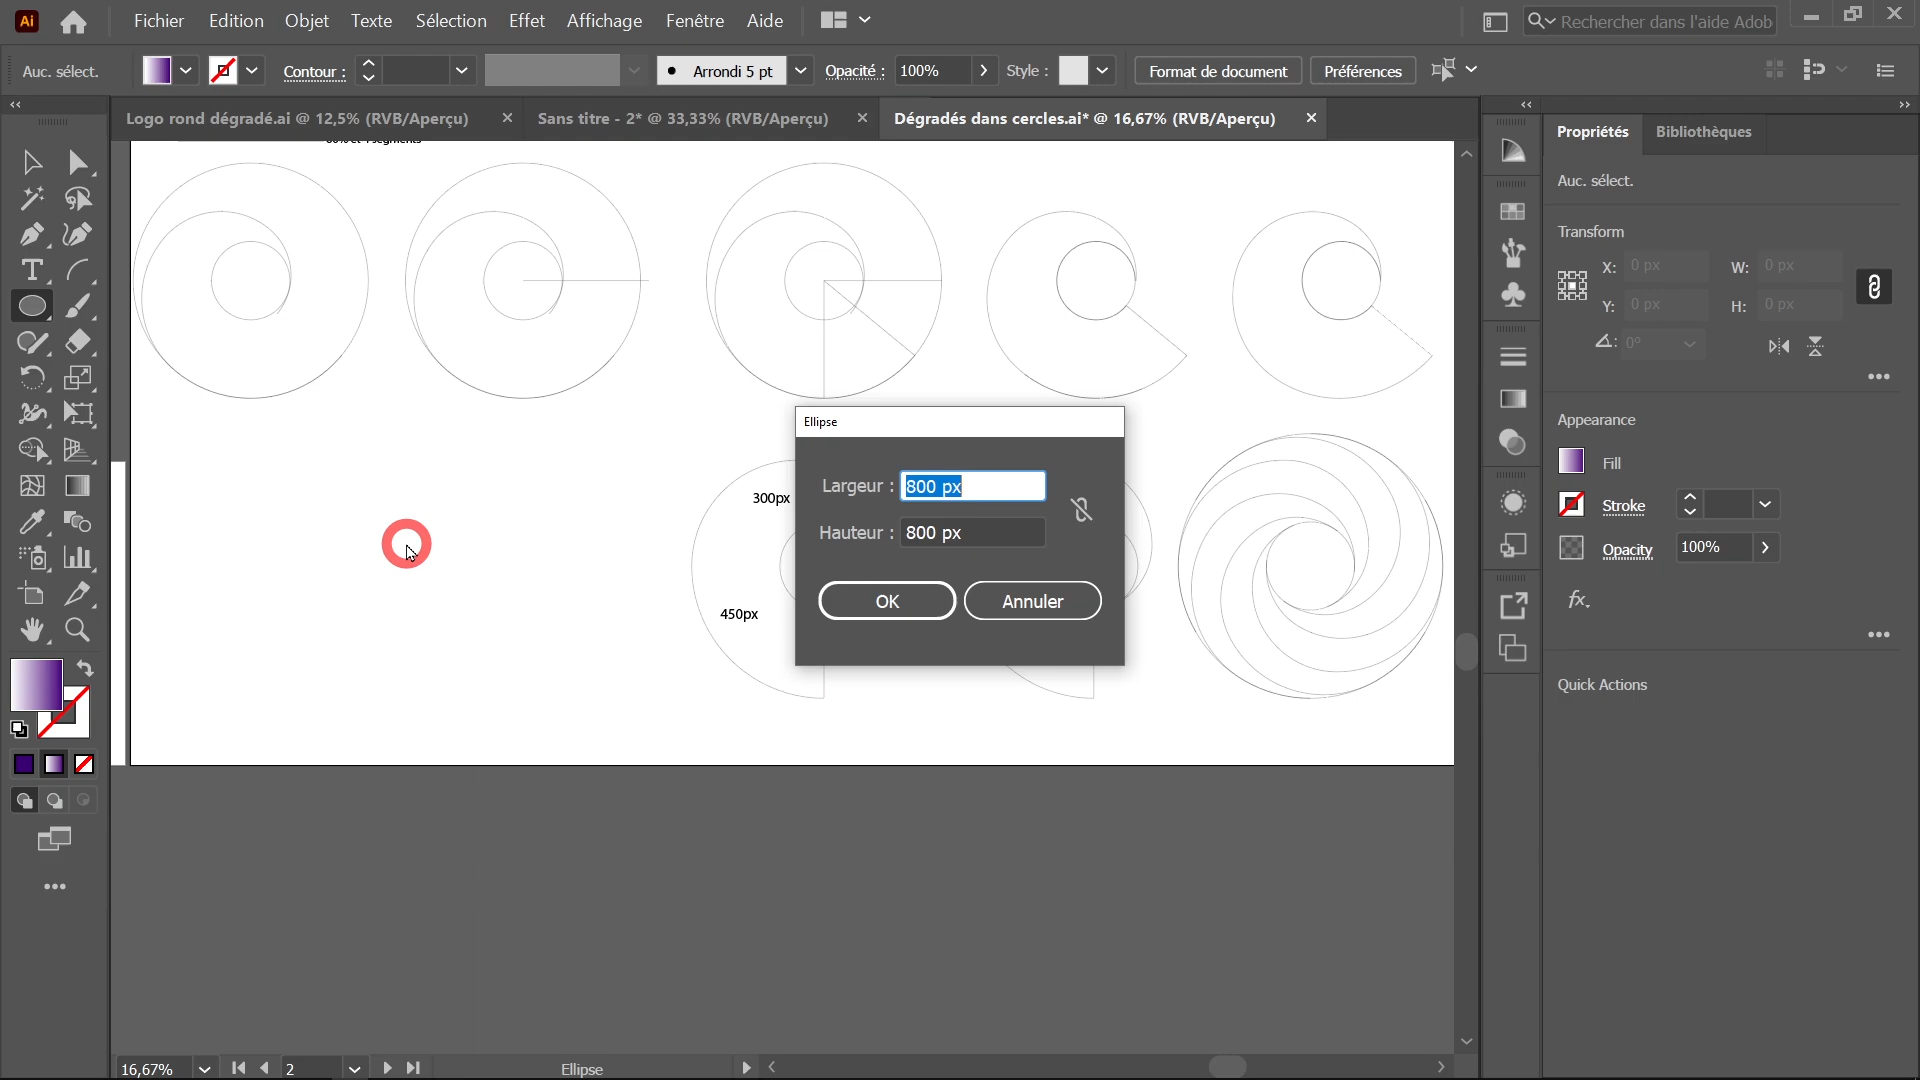 Ai
Fichier Edition Objet Texte Sélection Effet Affichage Fenêtre Aide
Rechercher dans l'aide Adob
Auc. sélect.
Contour :
Arrondi 5 pt
Opacité : 100%
Style :
Format de document
Préférences
Logo rond dégradé.ai @ 12,5% (RVB/Aperçu)
Sans titre - 2* @ 33,33% (RVB/Aperçu)
Dégradés dans cercles.ai* @ 16,67% (RVB/Aperçu)
Propriétés Bibliothèques
Auc. sélect.
Transform
X: 0 px W: 0 px
Y: 0 px H: 0 px
0°
Appearance
Fill
Stroke
Opacity 100%
fx.
Quick Actions
Ellipse
Largeur : 800 px
Hauteur : 800 px
OK Annuler
300px
450px
16,67% 2 Ellipse